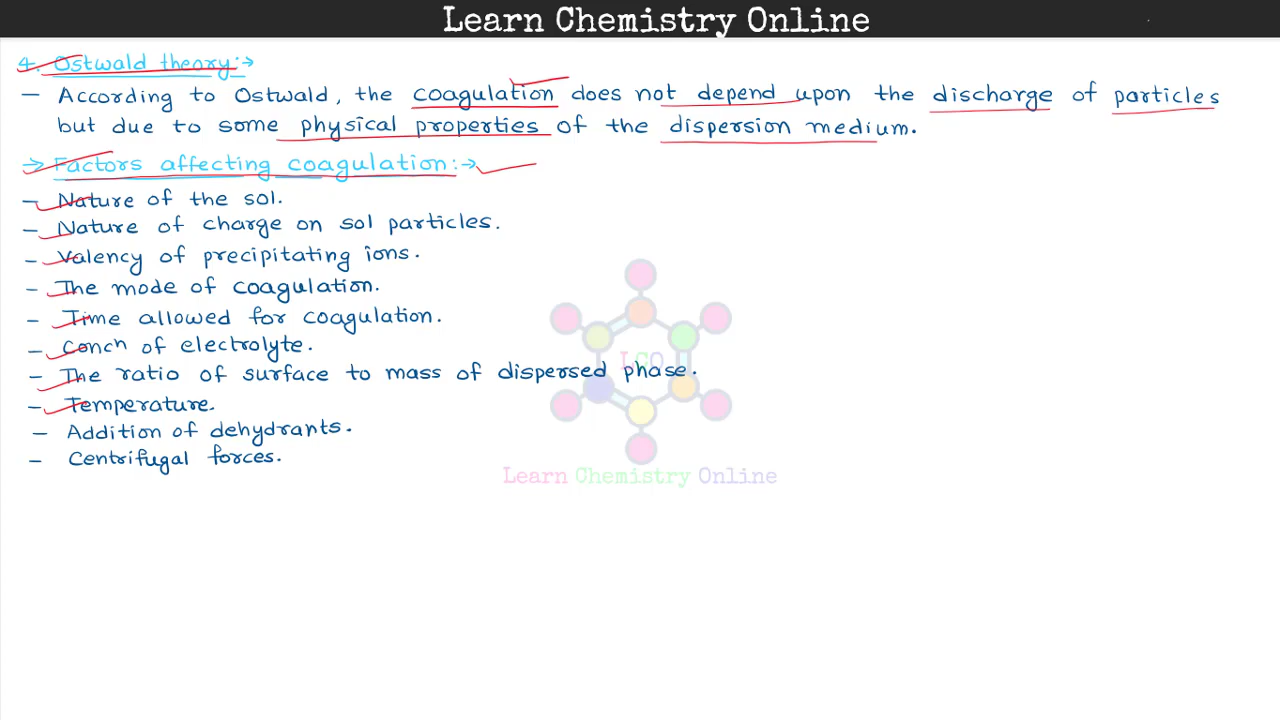 Learn Chemistry Online
4. Ostwald theory:→
— According to Ostwald, the coagulation does not depend upon the discharge of particles
but due to some physical properties of the dispersion medium.
→ Factors affecting coagulation:→
– Nature of the sol.
– Nature of charge on sol particles.
– Valency of precipitating ions.
– The mode of coagulation.
– Time allowed for coagulation.
– Concn of electrolyte.
– The ratio of surface to mass of dispersed phase.
– Temperature.
– Addition of dehydrants.
– Centrifugal forces.
LCO
Learn Chemistry Online